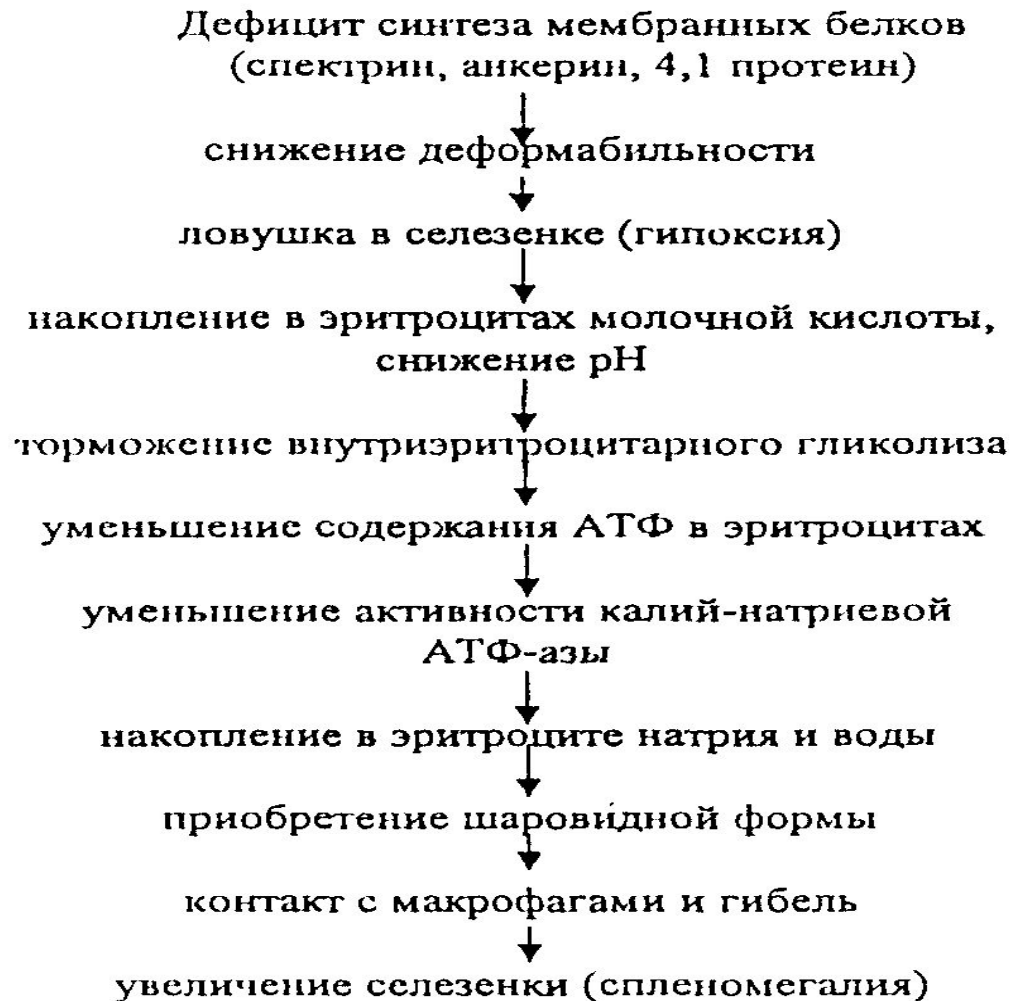 Дефицит синтеза мембранных белков
(спектрин, анкерин, 4,1 протеин)
снижение деформабильности
ловушка в селезенке (гипоксия)
накопление в эритроцитах молочной кислоты,
снижение pH
торможение внутриэритроцитарного гликолиза
уменьшение содержания АТФ в эритроцитах
уменьшение активности калий-натриевой
АТФ-азы
накопление в эритроците натрия и воды
приобретение шаровидной формы
контакт с макрофагами и гибель
увеличение селезенки (спленомегалия)